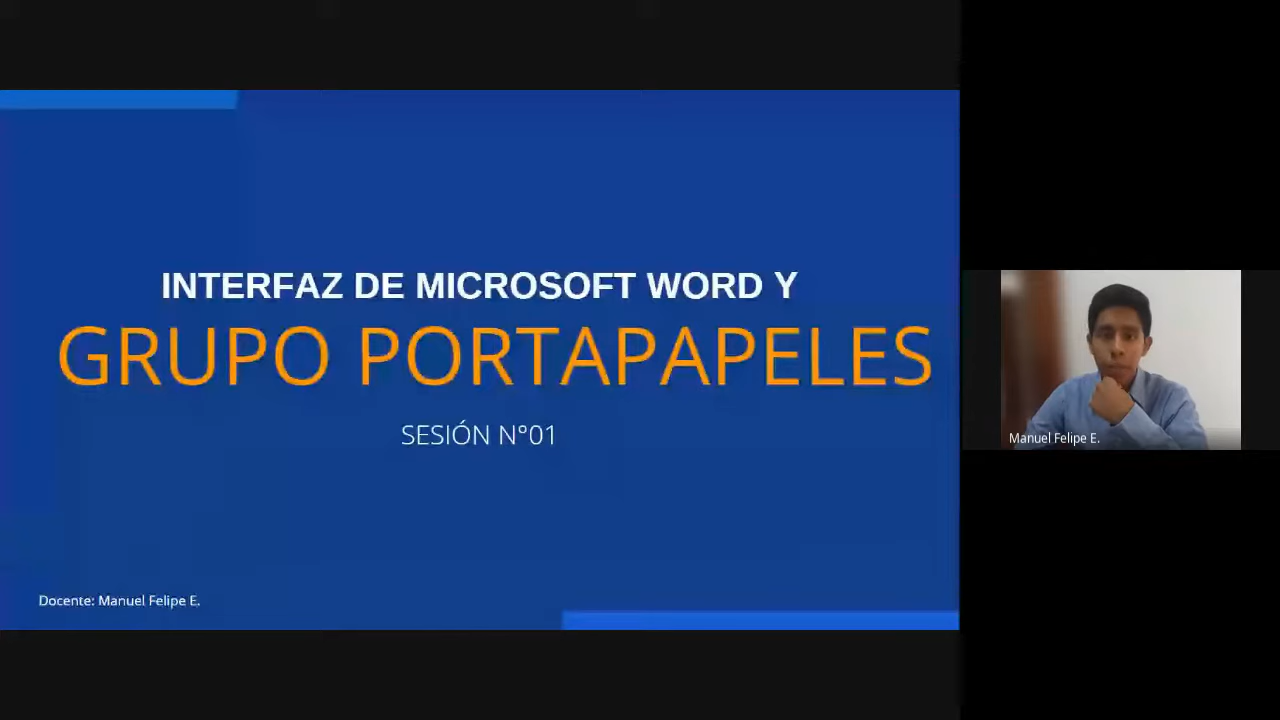 INTERFAZ DE MICROSOFT WORD Y
GRUPO PORTAPAPELES
SESIÓN N°01
Docente: Manuel Felipe E.
Manuel Felipe E.